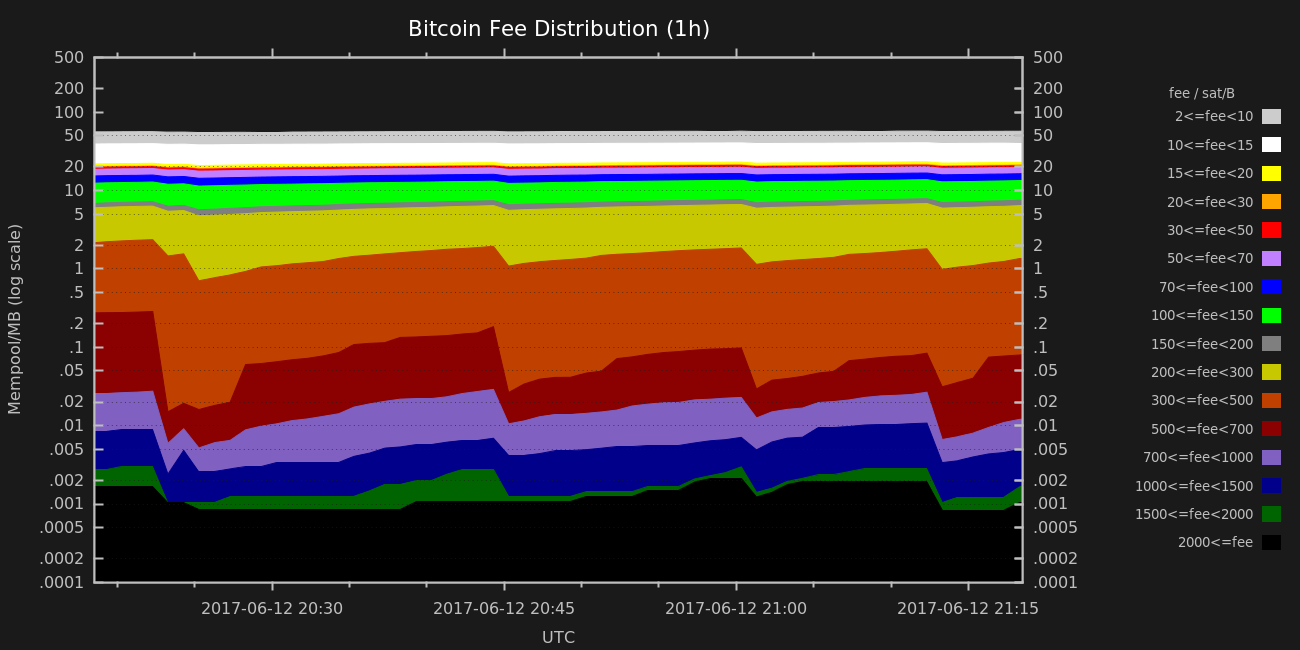 Bitcoin Fee Distribution (1h)
Mempool/MB (log scale)
500
200
100
50
20
10
5
2
1
.5
.2
.1
.05
.02
.01
.005
.002
.001
.0005
.0002
.0001
500
200
100
50
20
10
5
2
1
.5
.2
.1
.05
.02
.01
.005
.002
.001
.0005
.0002
.0001
2017-06-12 20:30
2017-06-12 20:45
2017-06-12 21:00
2017-06-12 21:15
UTC
fee / sat/B
2<=fee<10
10<=fee<15
15<=fee<20
20<=fee<30
30<=fee<50
50<=fee<70
70<=fee<100
100<=fee<150
150<=fee<200
200<=fee<300
300<=fee<500
500<=fee<700
700<=fee<1000
1000<=fee<1500
1500<=fee<2000
2000<=fee